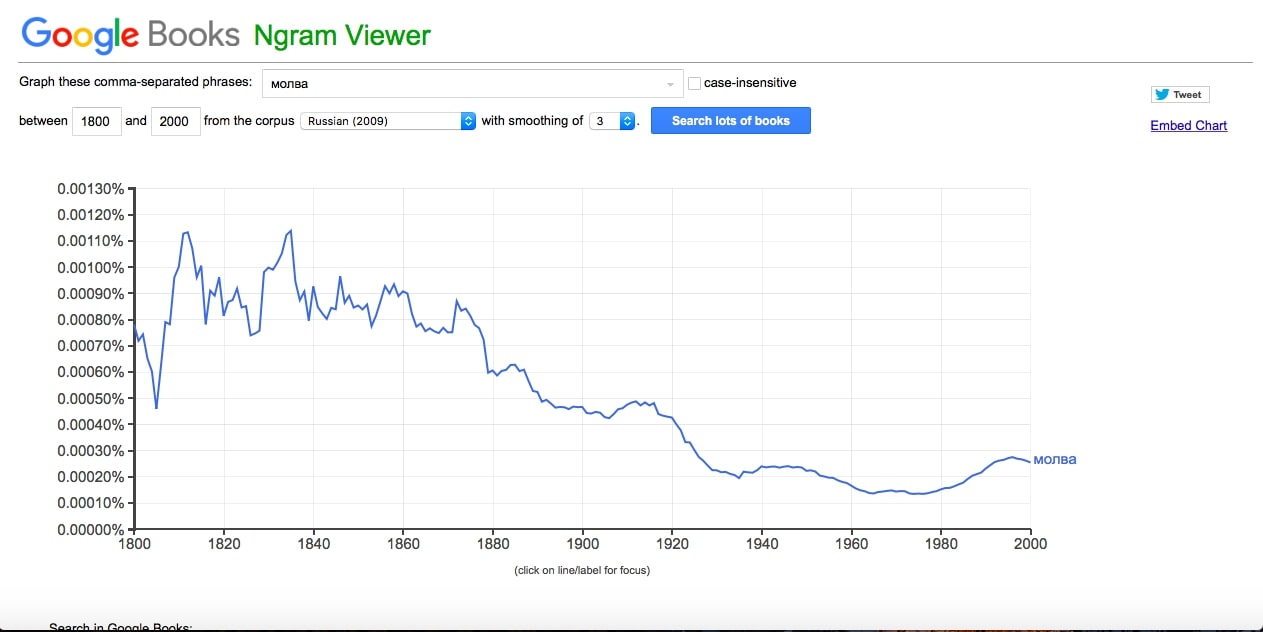 Google Books Ngram Viewer
Graph these comma-separated phrases: молва case-insensitive
between 1800 and 2000 from the corpus Russian (2009) with smoothing of 3 . Search lots of books
Tweet
Embed Chart
0.00130%
0.00120%
0.00110%
0.00100%
0.00090%
0.00080%
0.00070%
0.00060%
0.00050%
0.00040%
0.00030%
0.00020%
0.00010%
0.00000%
молва
1800 1820 1840 1860 1880 1900 1920 1940 1960 1980 2000
(click on line/label for focus)
Search in Google Books: